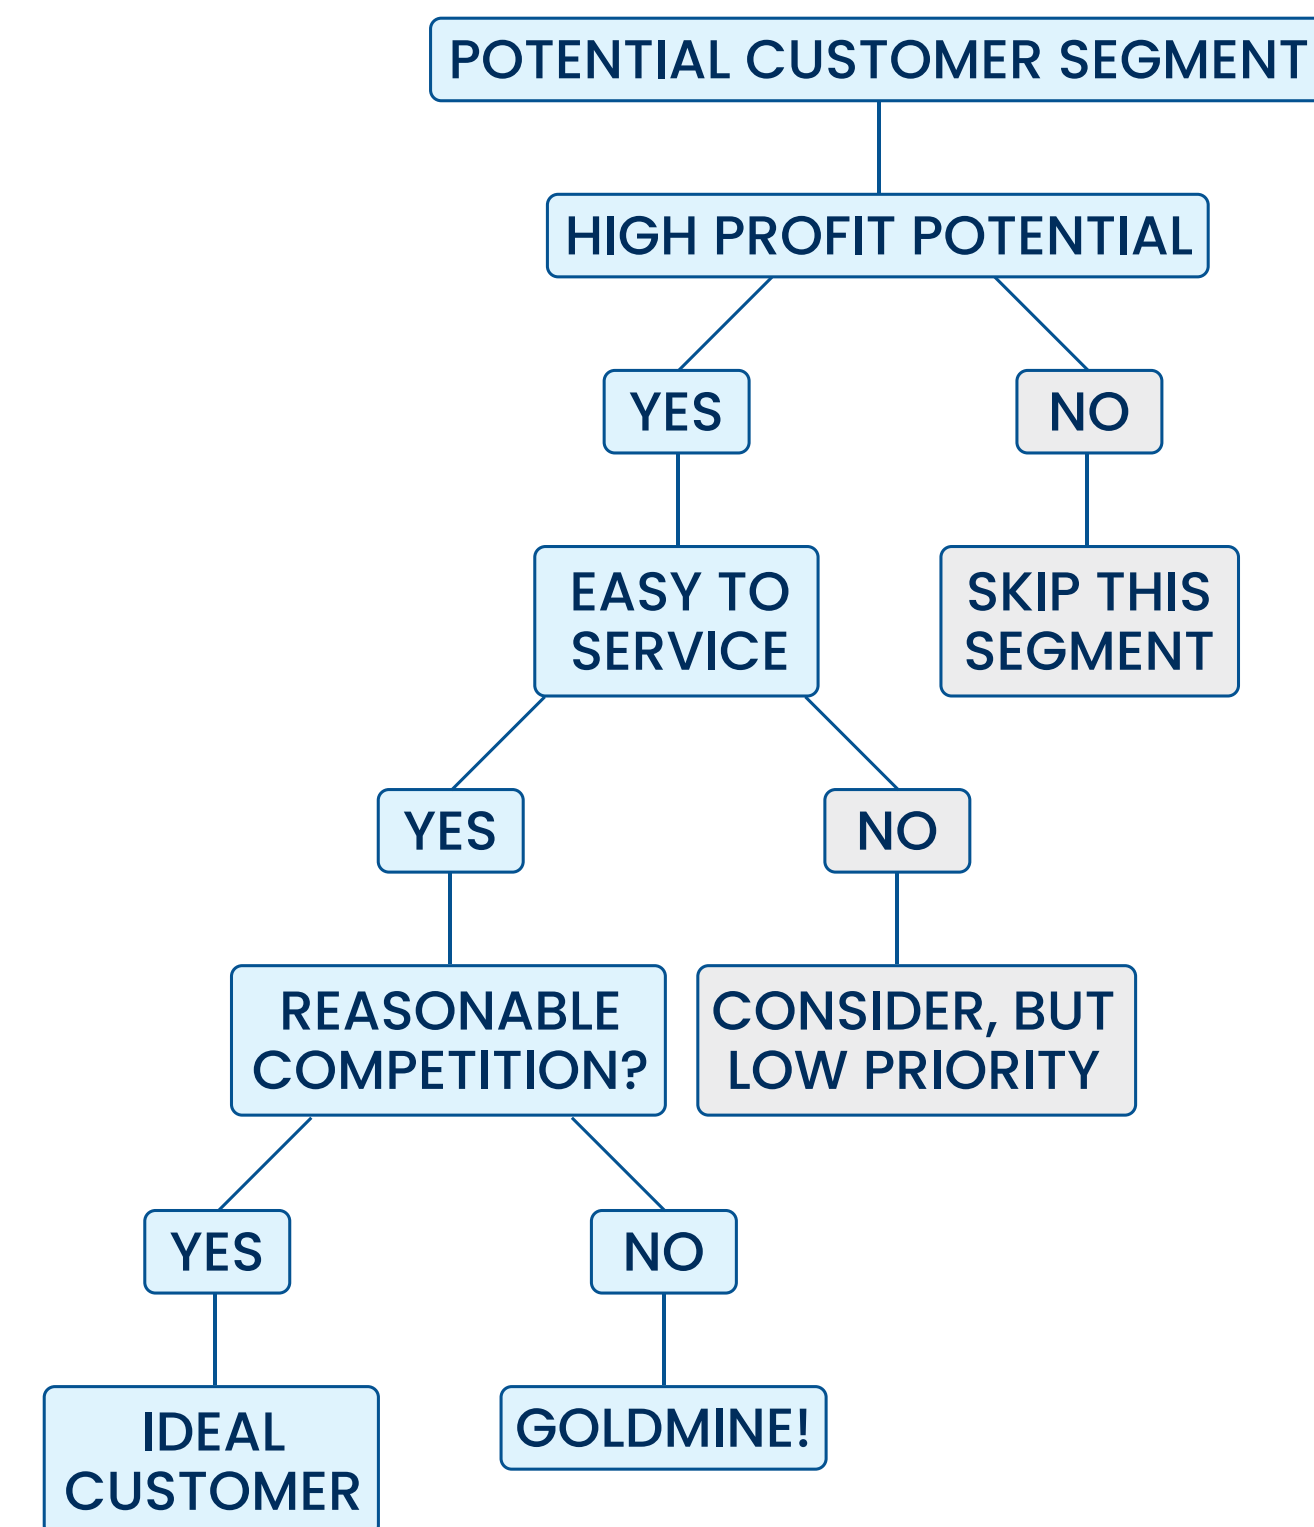 POTENTIAL CUSTOMER SEGMENT
HIGH PROFIT POTENTIAL
YES
NO
EASY TO
SERVICE
SKIP THIS
SEGMENT
YES
NO
REASONABLE
COMPETITION?
CONSIDER, BUT
LOW PRIORITY
YES
NO
IDEAL
CUSTOMER
GOLDMINE!